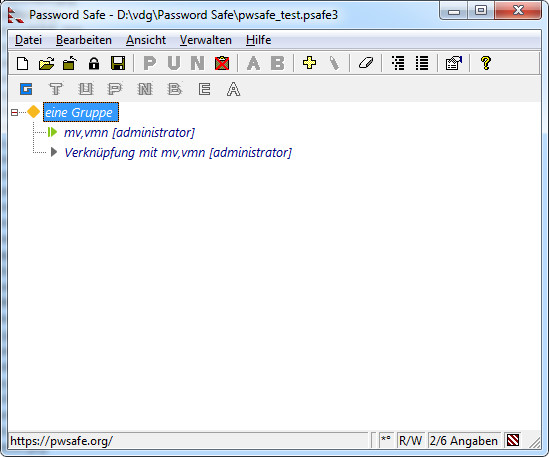 Password Safe - D:\vdg\Password Safe\pwsafe_test.psafe3
Datei Bearbeiten Ansicht Verwalten Hilfe
P U N A B ?
G T U P N B E A
eine Gruppe
mv,vmn [administrator]
Verknüpfung mit mv,vmn [administrator]
https://pwsafe.org/ *° R/W 2/6 Angaben